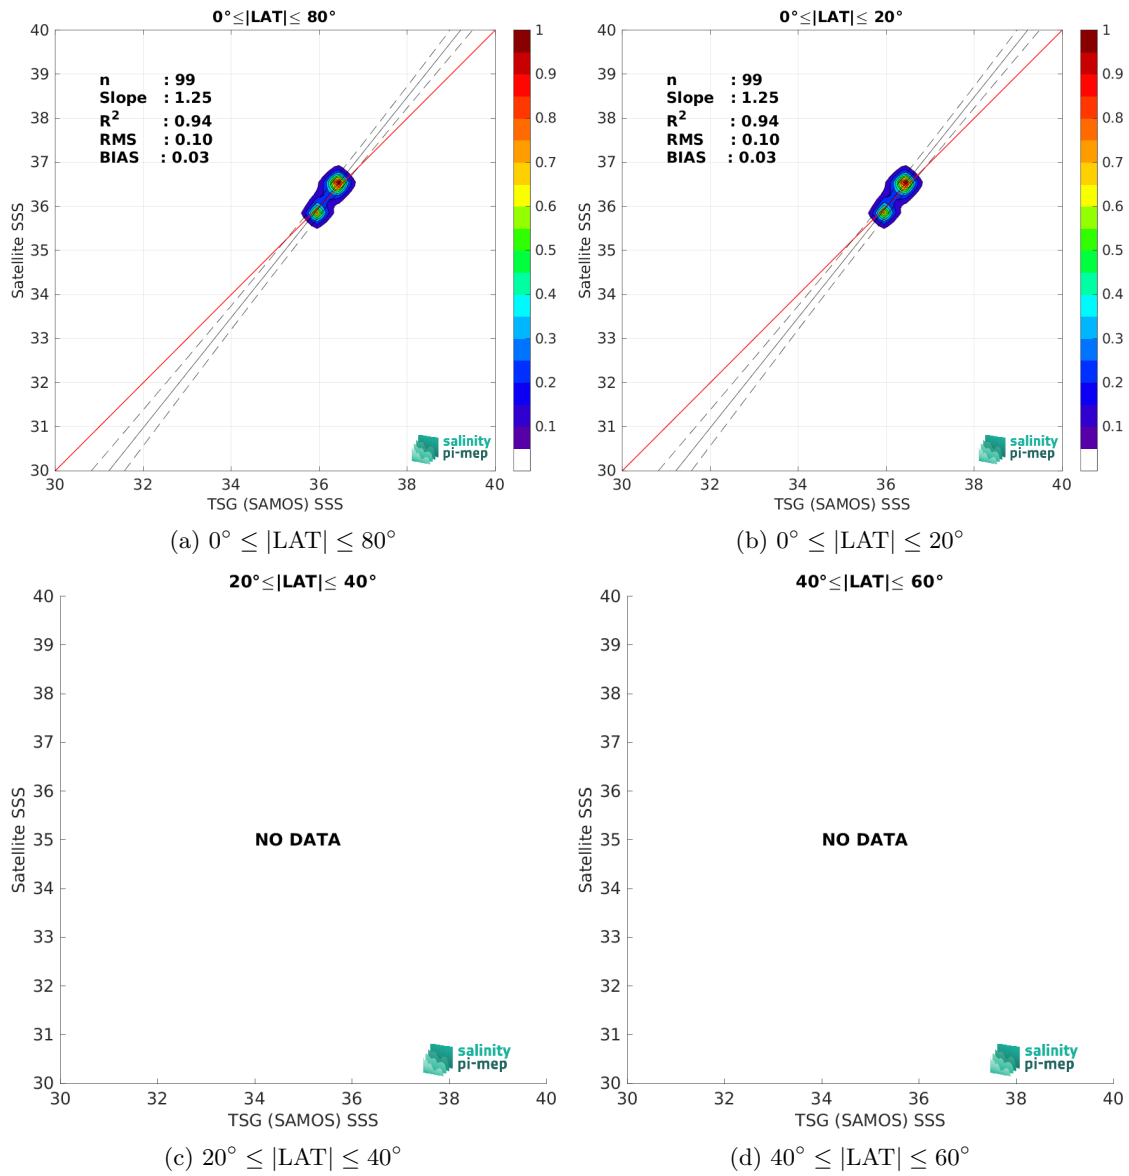 0°≤|LAT|≤ 80°
40
39
38
37
36
35
34
33
32
31
30
30 32 34 36 38 40
Satellite SSS
TSG (SAMOS) SSS
n : 99
Slope : 1.25
R² : 0.94
RMS : 0.10
BIAS : 0.03
1
0.9
0.8
0.7
0.6
0.5
0.4
0.3
0.2
0.1
salinity
pi-mep
(a) 0° ≤ |LAT| ≤ 80°
0°≤|LAT|≤ 20°
40
39
38
37
36
35
34
33
32
31
30
30 32 34 36 38 40
Satellite SSS
TSG (SAMOS) SSS
n : 99
Slope : 1.25
R² : 0.94
RMS : 0.10
BIAS : 0.03
1
0.9
0.8
0.7
0.6
0.5
0.4
0.3
0.2
0.1
salinity
pi-mep
(b) 0° ≤ |LAT| ≤ 20°
20°≤|LAT|≤ 40°
40
39
38
37
36
35
34
33
32
31
30
30 32 34 36 38 40
Satellite SSS
TSG (SAMOS) SSS
NO DATA
salinity
pi-mep
(c) 20° ≤ |LAT| ≤ 40°
40°≤|LAT|≤ 60°
40
39
38
37
36
35
34
33
32
31
30
30 32 34 36 38 40
Satellite SSS
TSG (SAMOS) SSS
NO DATA
salinity
pi-mep
(d) 40° ≤ |LAT| ≤ 60°